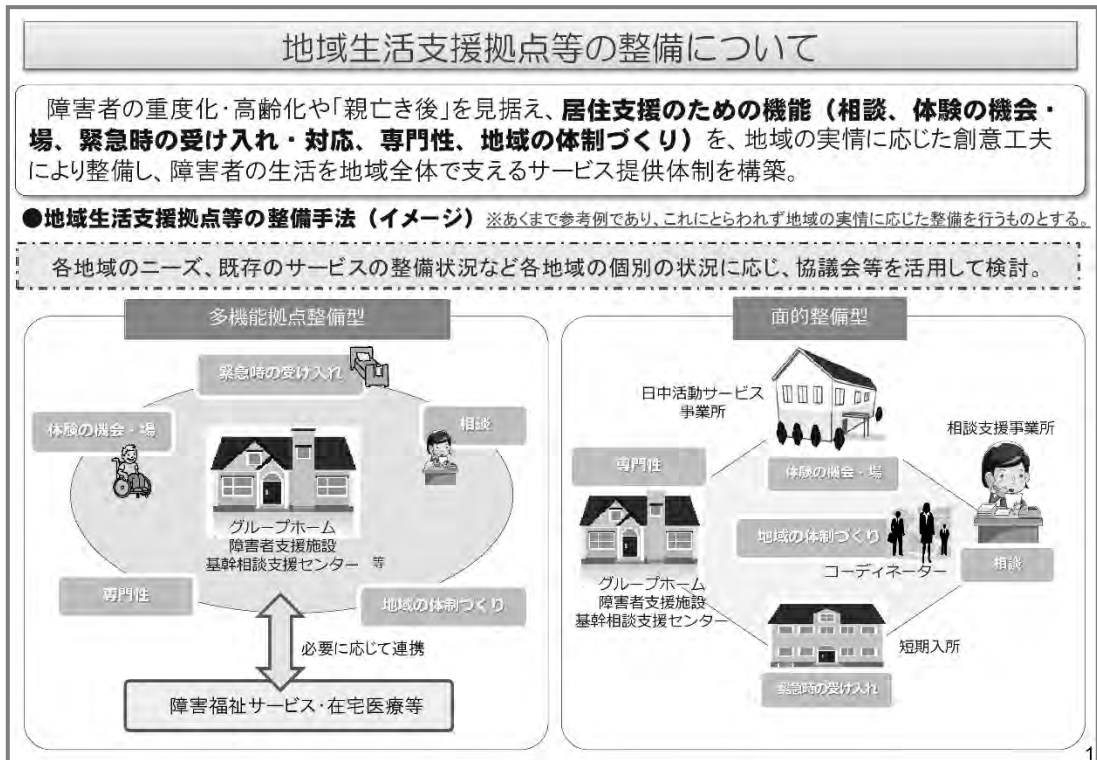 地域生活支援拠点等の整備について
障害者の重度化・高齢化や「親亡き後」を見据え、居住支援のための機能（相談、体験の機会・
場、緊急時の受け入れ・対応、専門性、地域の体制づくり）を、地域の実情に応じた創意工夫
により整備し、障害者の生活を地域全体で支えるサービス提供体制を構築。
●地域生活支援拠点等の整備手法（イメージ）※あくまで参考例であり、これにとらわれず地域の実情に応じた整備を行うものとする。
各地域のニーズ、既存のサービスの整備状況など各地域の個別の状況に応じ、協議会等を活用して検討。
多機能拠点整備型
緊急時の受け入れ
体験の機会・場
相談
グループホーム
障害者支援施設
基幹相談支援センター 等
専門性
地域の体制づくり
必要に応じて連携
障害福祉サービス・在宅医療等
面的整備型
日中活動サービス
事業所
相談支援事業所
専門性
体験の機会・場
地域の体制づくり
コーディネーター
相談
グループホーム
障害者支援施設
基幹相談支援センター
短期入所
緊急時の受け入れ
1